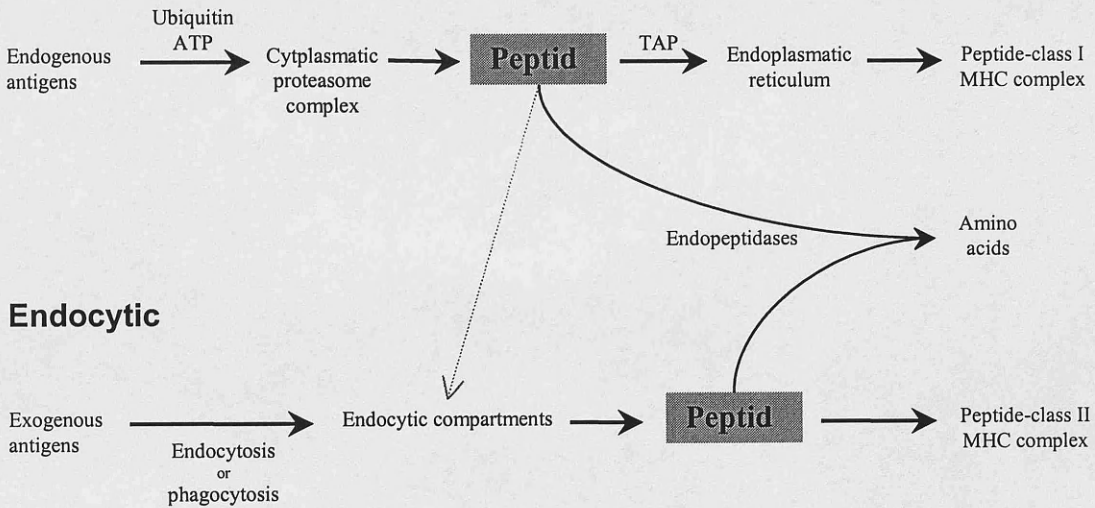 Ubiquitin
ATP
Endogenous
antigens
Cytplasmatic
proteasome
complex
Peptid
TAP
Endoplasmatic
reticulum
Peptide-class I
MHC complex
Endopeptidases
Amino
acids
Endocytic
Exogenous
antigens
Endocytosis
or
phagocytosis
Endocytic compartments
Peptid
Peptide-class II
MHC complex